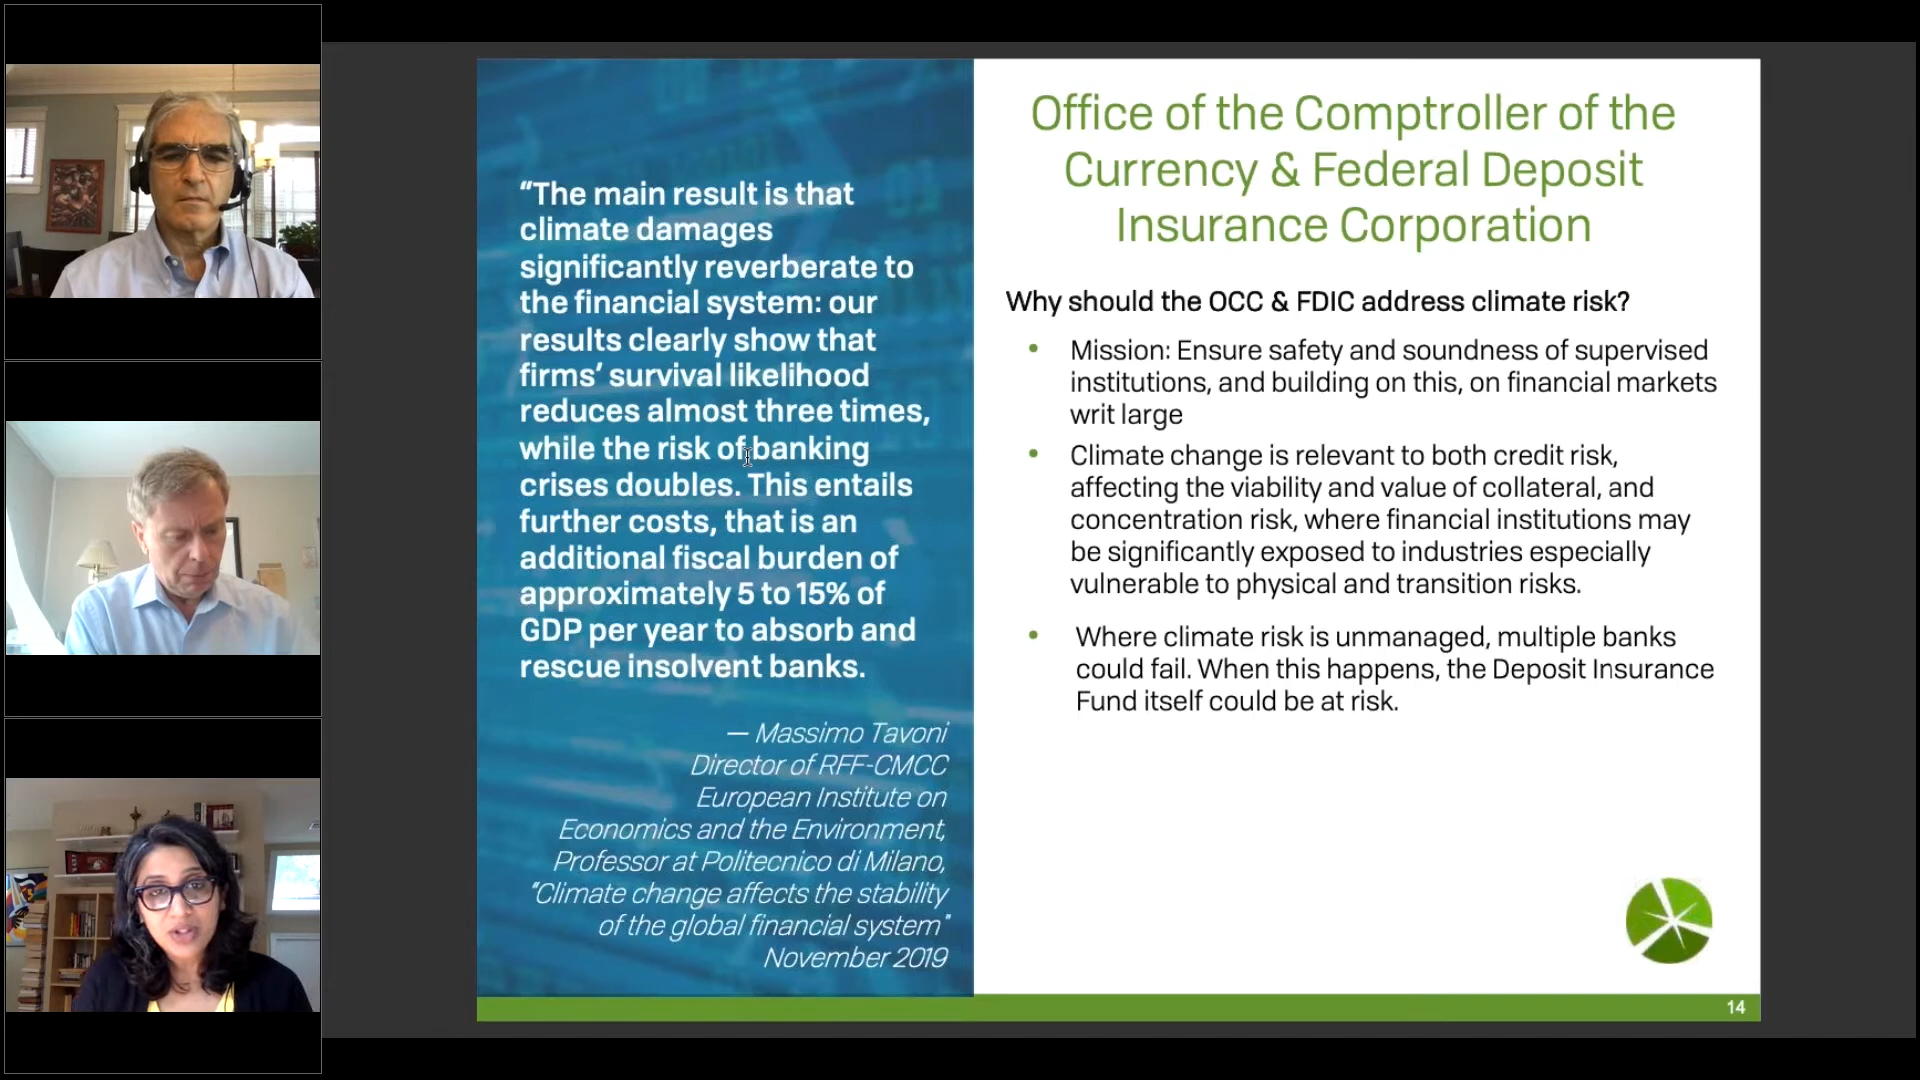 “The main result is that
climate damages
significantly reverberate to
the financial system: our
results clearly show that
firms’ survival likelihood
reduces almost three times,
while the risk of banking
crises doubles. This entails
further costs, that is an
additional fiscal burden of
approximately 5 to 15% of
GDP per year to absorb and
rescue insolvent banks.
— Massimo Tavoni
Director of RFF-CMCC
European Institute on
Economics and the Environment,
Professor at Politecnico di Milano,
“Climate change affects the stability
of the global financial system”
November 2019
Office of the Comptroller of the
Currency & Federal Deposit
Insurance Corporation
Why should the OCC & FDIC address climate risk?
• Mission: Ensure safety and soundness of supervised
institutions, and building on this, on financial markets
writ large
• Climate change is relevant to both credit risk,
affecting the viability and value of collateral, and
concentration risk, where financial institutions may
be significantly exposed to industries especially
vulnerable to physical and transition risks.
• Where climate risk is unmanaged, multiple banks
could fail. When this happens, the Deposit Insurance
Fund itself could be at risk.
14